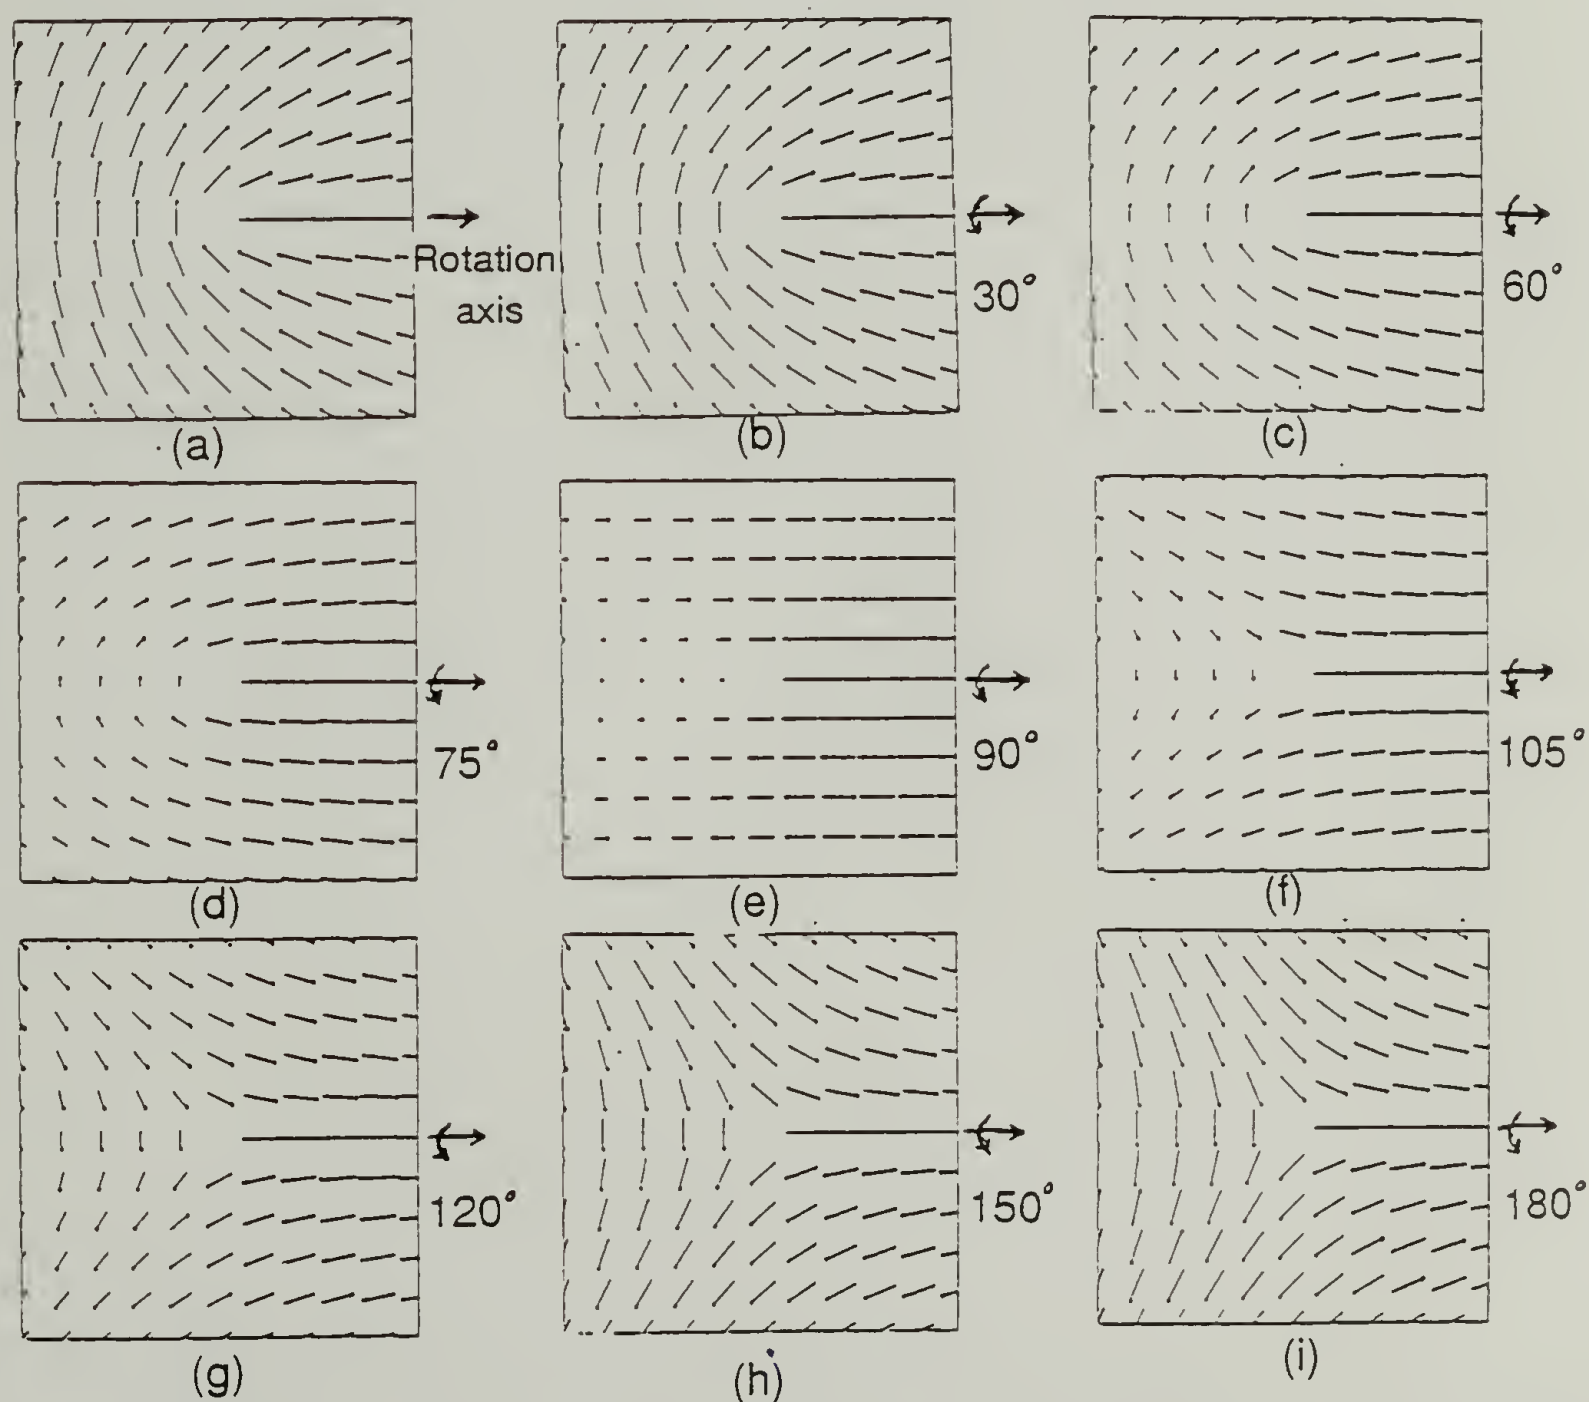 Rotation
axis
30°
60°
(a)
(b)
(c)
75°
90°
105°
(d)
(e)
(f)
120°
150°
180°
(g)
(h)
(i)